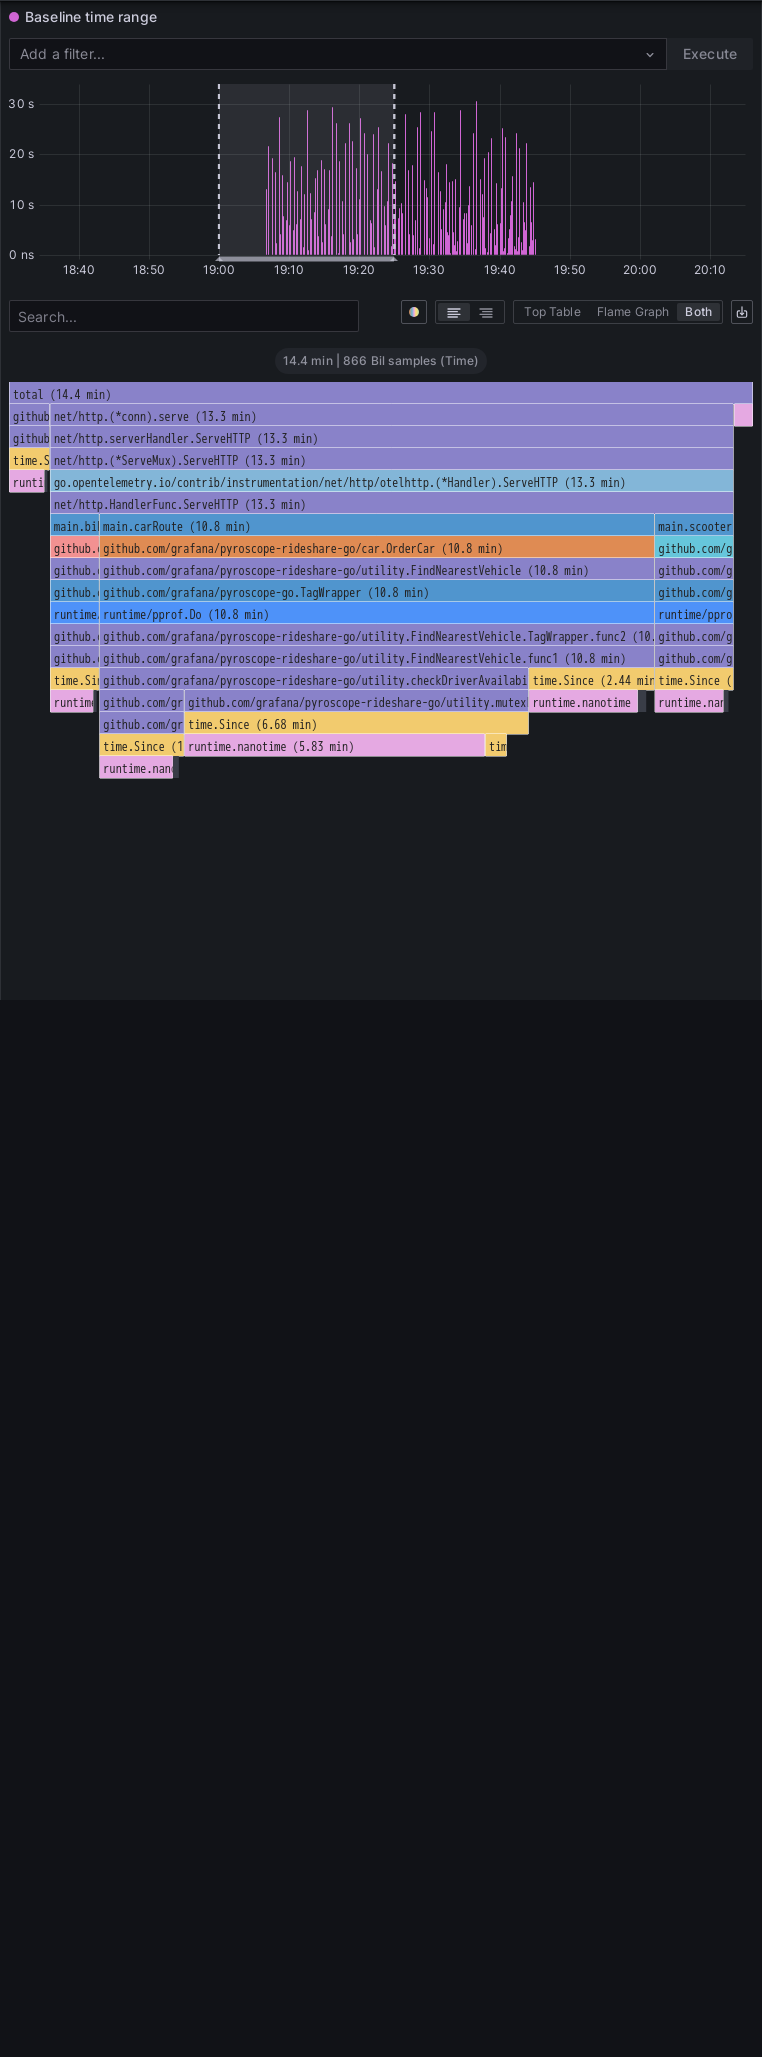 Baseline time range
Add a filter... Execute
30 s
20 s
10 s
0 ns
18:40 18:50 19:00 19:10 19:20 19:30 19:40 19:50 20:00 20:10
Search... Top Table Flame Graph Both
14.4 min | 866 Bil samples (Time)
total (14.4 min)
github net/http.(*conn).serve (13.3 min)
github net/http.serverHandler.ServeHTTP (13.3 min)
time.S net/http.(*ServeMux).ServeHTTP (13.3 min)
runti go.opentelemetry.io/contrib/instrumentation/net/http/otelhttp.(*Handler).ServeHTTP (13.3 min)
net/http.HandlerFunc.ServeHTTP (13.3 min)
main.bi main.carRoute (10.8 min) main.scooter
github. github.com/grafana/pyroscope-rideshare-go/car.OrderCar (10.8 min) github.com/g
github. github.com/grafana/pyroscope-rideshare-go/utility.FindNearestVehicle (10.8 min) github.com/g
github. github.com/grafana/pyroscope-go.TagWrapper (10.8 min) github.com/g
runtime. runtime/pprof.Do (10.8 min) runtime/ppro
github. github.com/grafana/pyroscope-rideshare-go/utility.FindNearestVehicle.TagWrapper.func2 (10. github.com/g
github. github.com/grafana/pyroscope-rideshare-go/utility.FindNearestVehicle.func1 (10.8 min) github.com/g
time.Sin github.com/grafana/pyroscope-rideshare-go/utility.checkDriverAvailabi time.Since (2.44 min time.Since (
runtime github.com/gr github.com/grafana/pyroscope-rideshare-go/utility.mutex runtime.nanotime runtime.nan
github.com/gr time.Since (6.68 min)
time.Since (1 runtime.nanotime (5.83 min) tim
runtime.nano